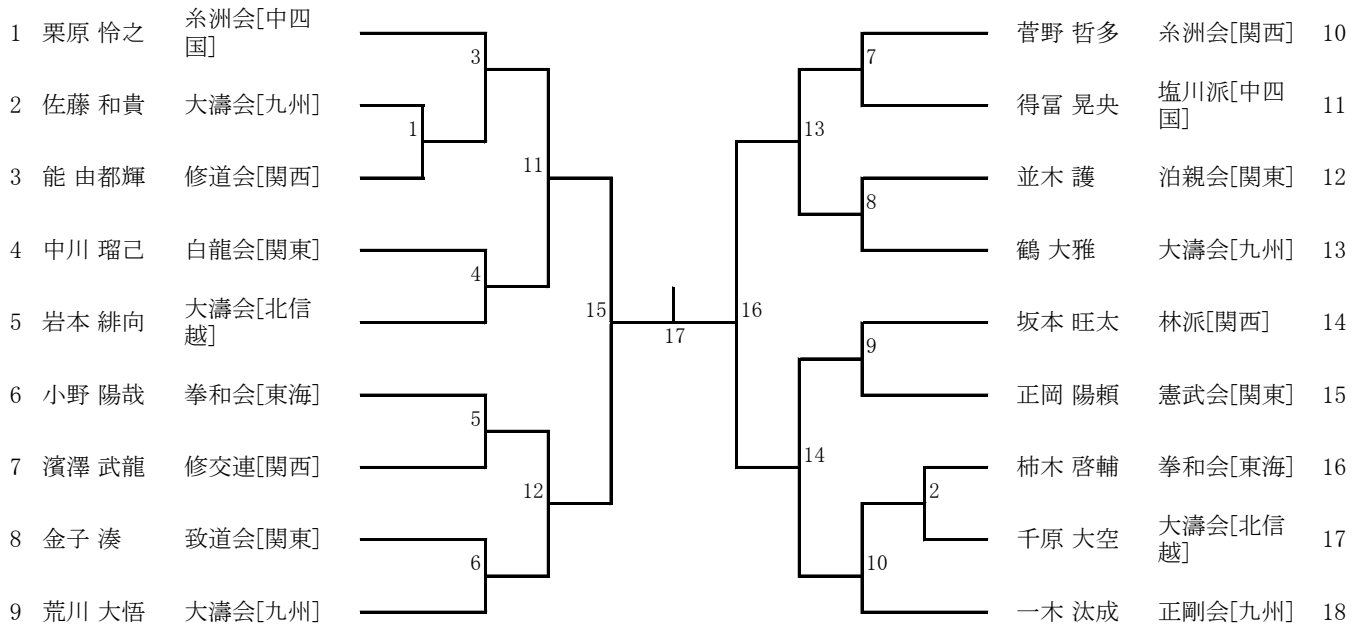 1 栗原 怜之 糸洲会[中四
国]
2 佐藤 和貴 大濤会[九州]
3 能 由都輝 修道会[関西]
4 中川 瑠己 白龍会[関東]
5 岩本 緋向 大濤会[北信
越]
6 小野 陽哉 拳和会[東海]
7 濱澤 武龍 修交連[関西]
8 金子 湊 致道会[関東]
9 荒川 大悟 大濤会[九州]
3
1
11
4
15
5
12
6
17
16
7
13
8
9
14
2
10
菅野 哲多 糸洲会[関西] 10
得冨 晃央 塩川派[中四
国] 11
並木 護 泊親会[関東] 12
鶴 大雅 大濤会[九州] 13
坂本 旺太 林派[関西] 14
正岡 陽頼 憲武会[関東] 15
柿木 啓輔 拳和会[東海] 16
千原 大空 大濤会[北信
越] 17
一木 汰成 正剛会[九州] 18